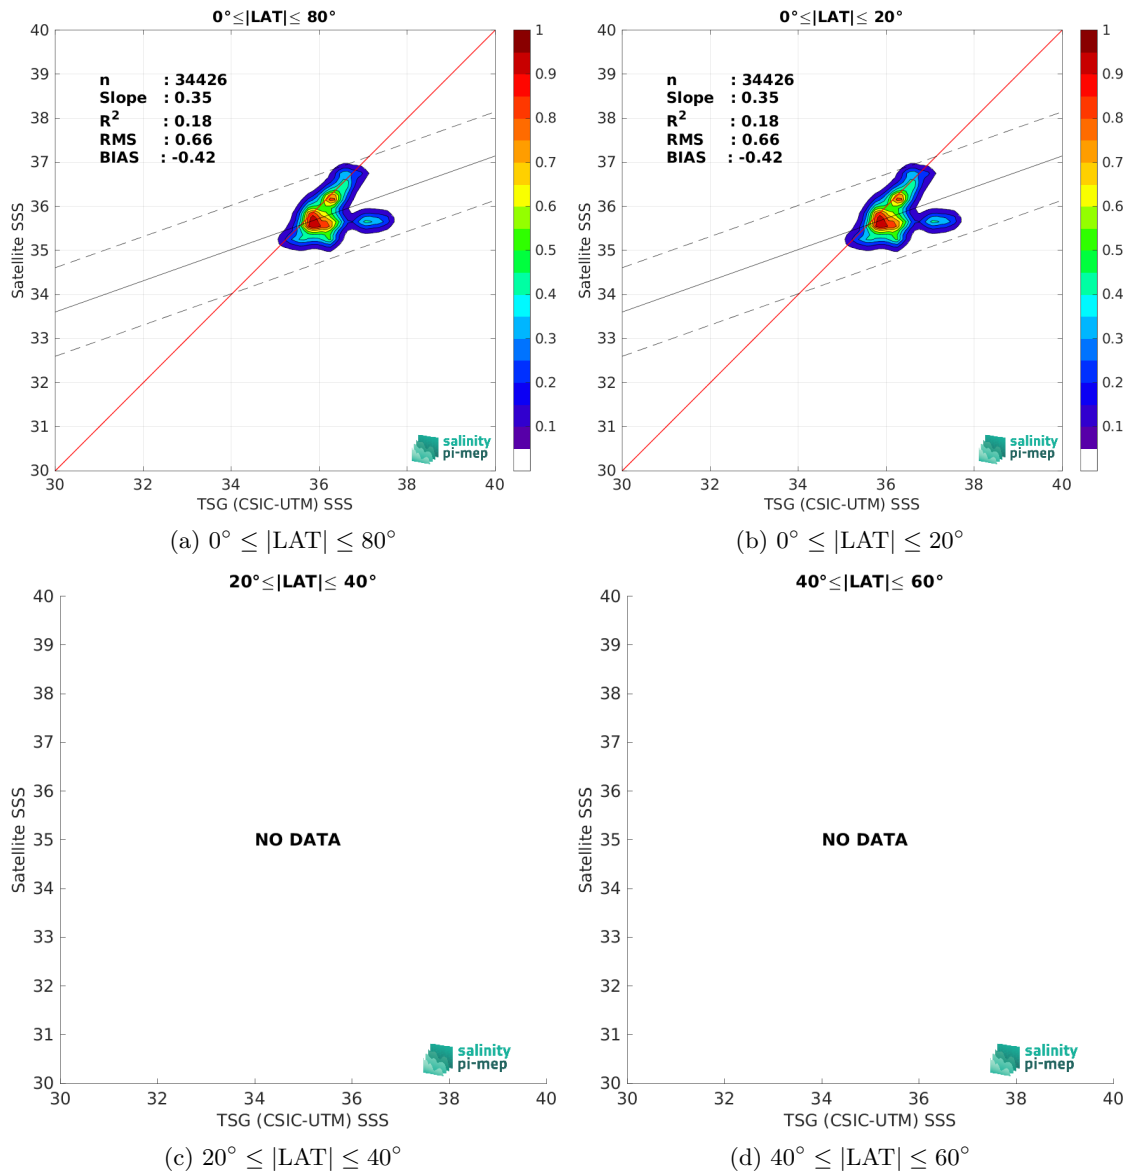 0°≤|LAT|≤ 80°
40
39
38
37
36
35
34
33
32
31
30
Satellite SSS
n : 34426
Slope : 0.35
R² : 0.18
RMS : 0.66
BIAS : -0.42
salinity
pi-mep
30 32 34 36 38 40
TSG (CSIC-UTM) SSS
1
0.9
0.8
0.7
0.6
0.5
0.4
0.3
0.2
0.1
(a) 0° ≤ |LAT| ≤ 80°
0°≤|LAT|≤ 20°
40
39
38
37
36
35
34
33
32
31
30
Satellite SSS
n : 34426
Slope : 0.35
R² : 0.18
RMS : 0.66
BIAS : -0.42
salinity
pi-mep
30 32 34 36 38 40
TSG (CSIC-UTM) SSS
1
0.9
0.8
0.7
0.6
0.5
0.4
0.3
0.2
0.1
(b) 0° ≤ |LAT| ≤ 20°
20°≤|LAT|≤ 40°
40
39
38
37
36
35
34
33
32
31
30
Satellite SSS
NO DATA
salinity
pi-mep
30 32 34 36 38 40
TSG (CSIC-UTM) SSS
(c) 20° ≤ |LAT| ≤ 40°
40°≤|LAT|≤ 60°
40
39
38
37
36
35
34
33
32
31
30
Satellite SSS
NO DATA
salinity
pi-mep
30 32 34 36 38 40
TSG (CSIC-UTM) SSS
(d) 40° ≤ |LAT| ≤ 60°